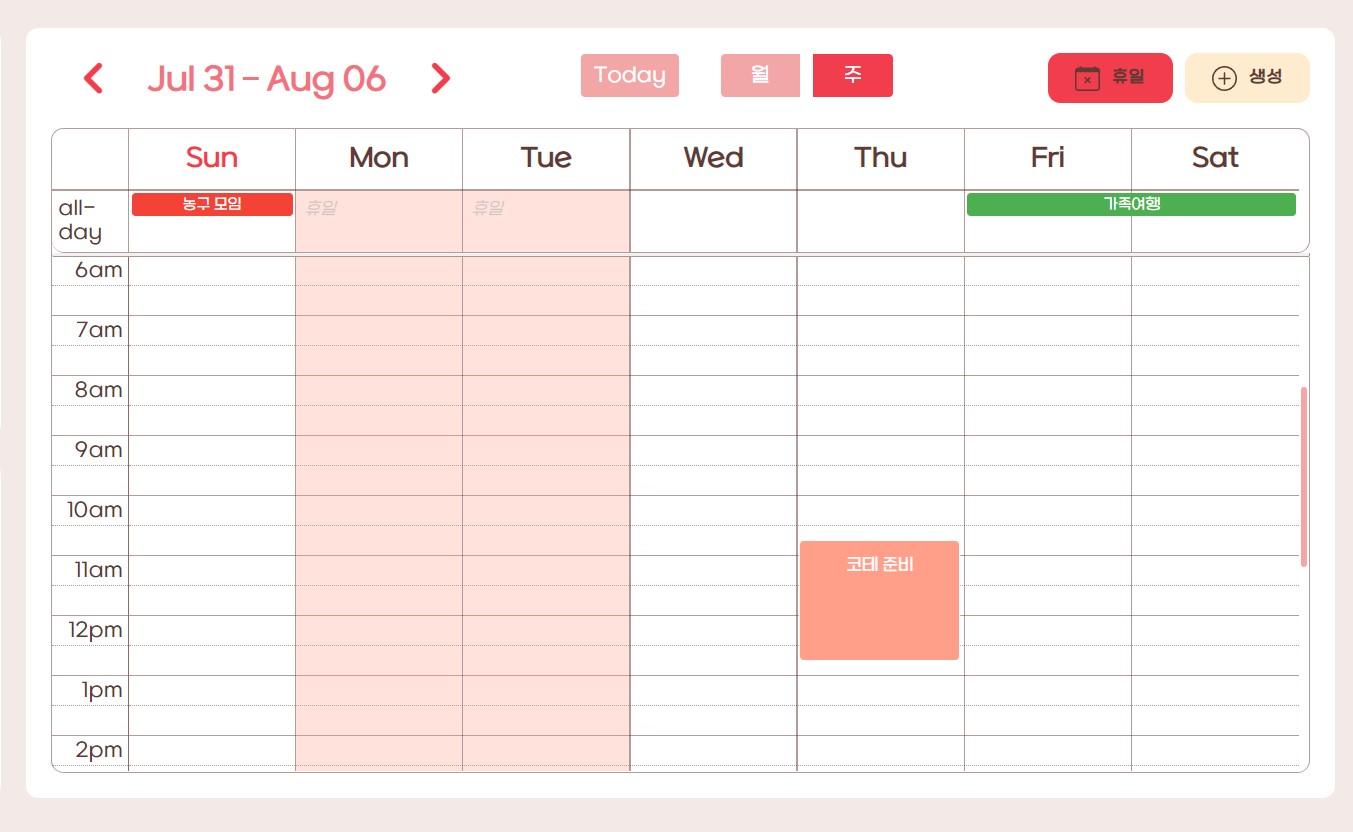 Jul 31 – Aug 06
Today
월
주
휴일
생성
Sun Mon Tue Wed Thu Fri Sat
all-
day
농구 모임
휴일
휴일
가족여행
6am
7am
8am
9am
10am
11am
코테 준비
12pm
1pm
2pm